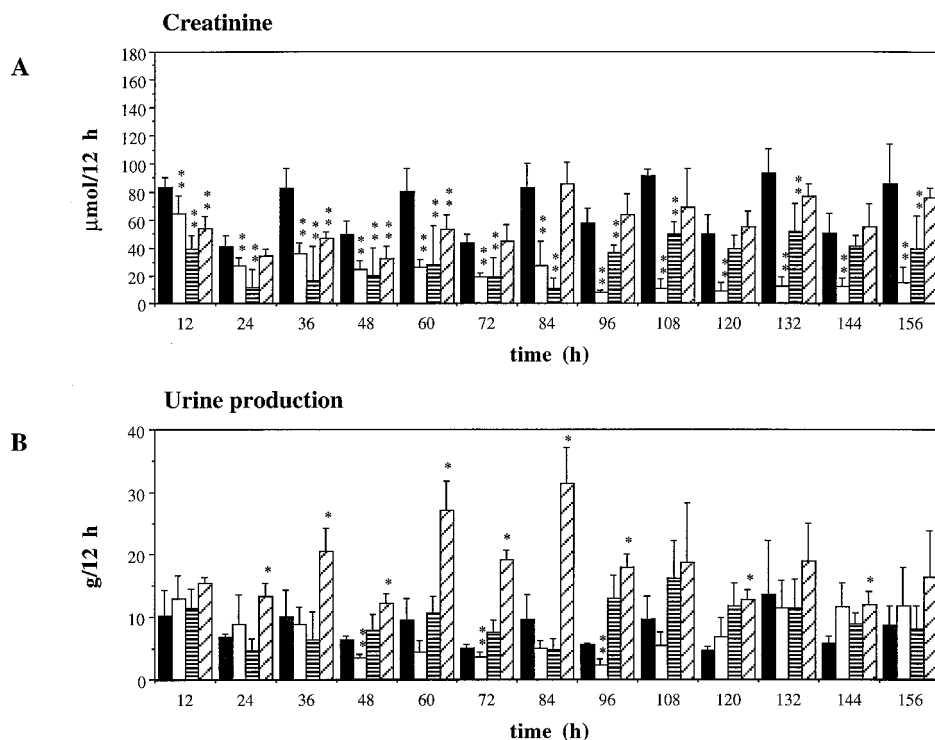 Creatinine
A
180
160
140
120
100
80
60
40
20
0
μmol/12 h
12 24 36 48 60 72 84 96 108 120 132 144 156
time (h)
Urine production
B
40
30
20
10
0
g/12 h
12 24 36 48 60 72 84 96 108 120 132 144 156
time (h)